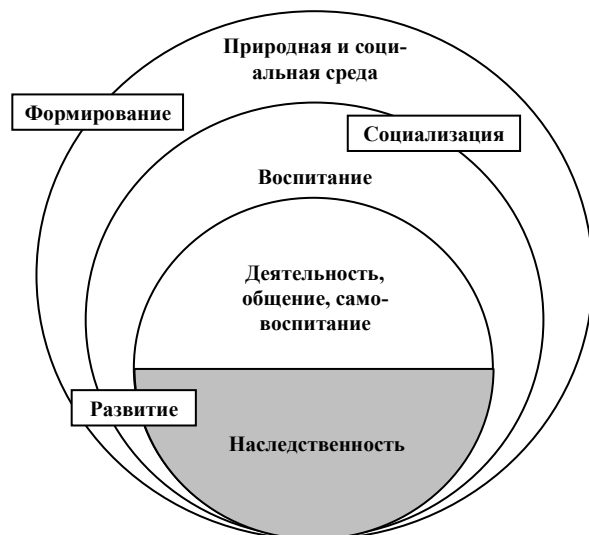 Природная и соци-
альная среда
Формирование
Социализация
Воспитание
Деятельность,
общение, само-
воспитание
Развитие
Наследственность